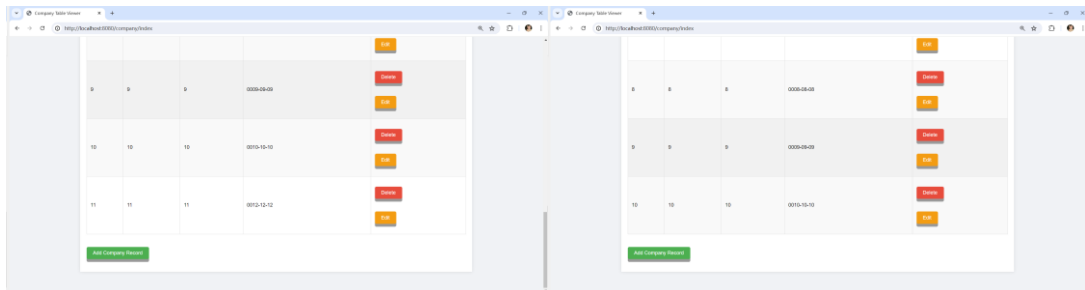 Company Table Viewer
http://localhost:8080/company/index
Edit
9 9 9 0009-09-09 Delete
Edit
10 10 10 0010-10-10 Delete
Edit
11 11 11 0012-12-12 Delete
Edit
Add Company Record
Company Table Viewer
http://localhost:8080/company/index
Edit
8 8 8 0008-08-08 Delete
Edit
9 9 9 0009-09-09 Delete
Edit
10 10 10 0010-10-10 Delete
Edit
Add Company Record